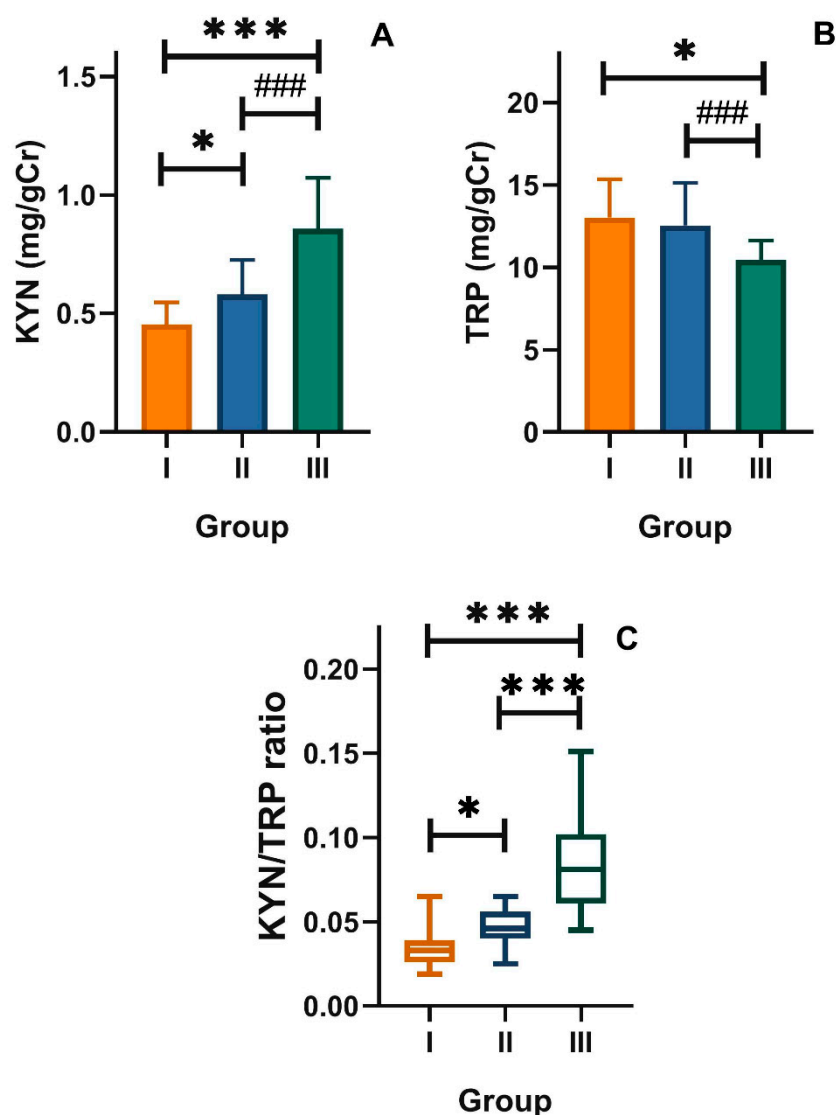 *** A
###
*
KYN (mg/gCr)
1.5
1.0
0.5
0.0
I II III
Group
* B
###
TRP (mg/gCr)
20
15
10
5
0
I II III
Group
*** C
***
*
KYN/TRP ratio
0.20
0.15
0.10
0.05
0.00
I II III
Group